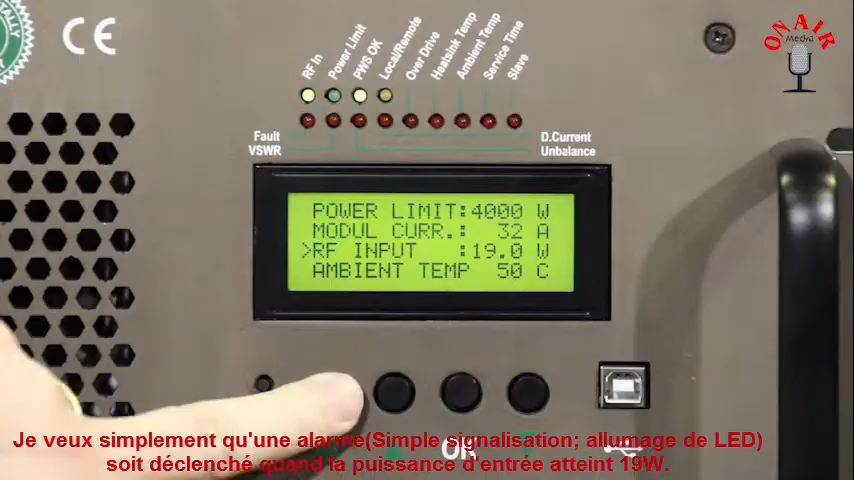 TALLY
CE
ON AIR
Media
RF In
Power Limit
PWS OK
Local/Remote
Over Drive
Heatsink Temp
Ambient Temp
Service Time
Slave
Fault
VSWR
D.Current
Unbalance
POWER LIMIT:4000 W
MODUL CURR.: 32 A
>RF INPUT :19.0 W
AMBIENT TEMP 50 C
OK
Je veux simplement qu'une alarme(Simple signalisation; allumage de LED)
soit déclenché quand la puissance d'entrée atteint 19W.